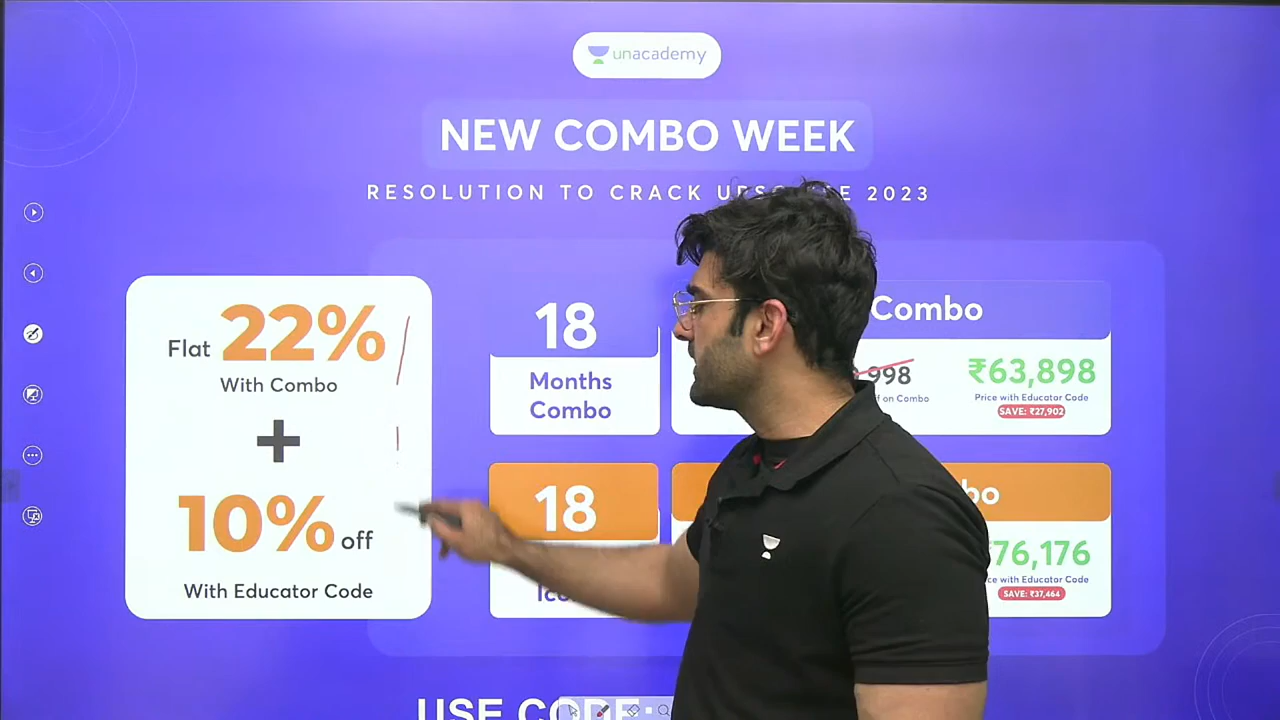 unacademy
NEW COMBO WEEK
RESOLUTION TO CRACK 2023
Flat 22%
With Combo
+
10% off
With Educator Code
18
Months
Combo
Combo
998
on Combo
₹63,898
Price with Educator Code
SAVE: ₹27,902
18
76,176
with Educator Code
SAVE: ₹37,464
USE CODE: